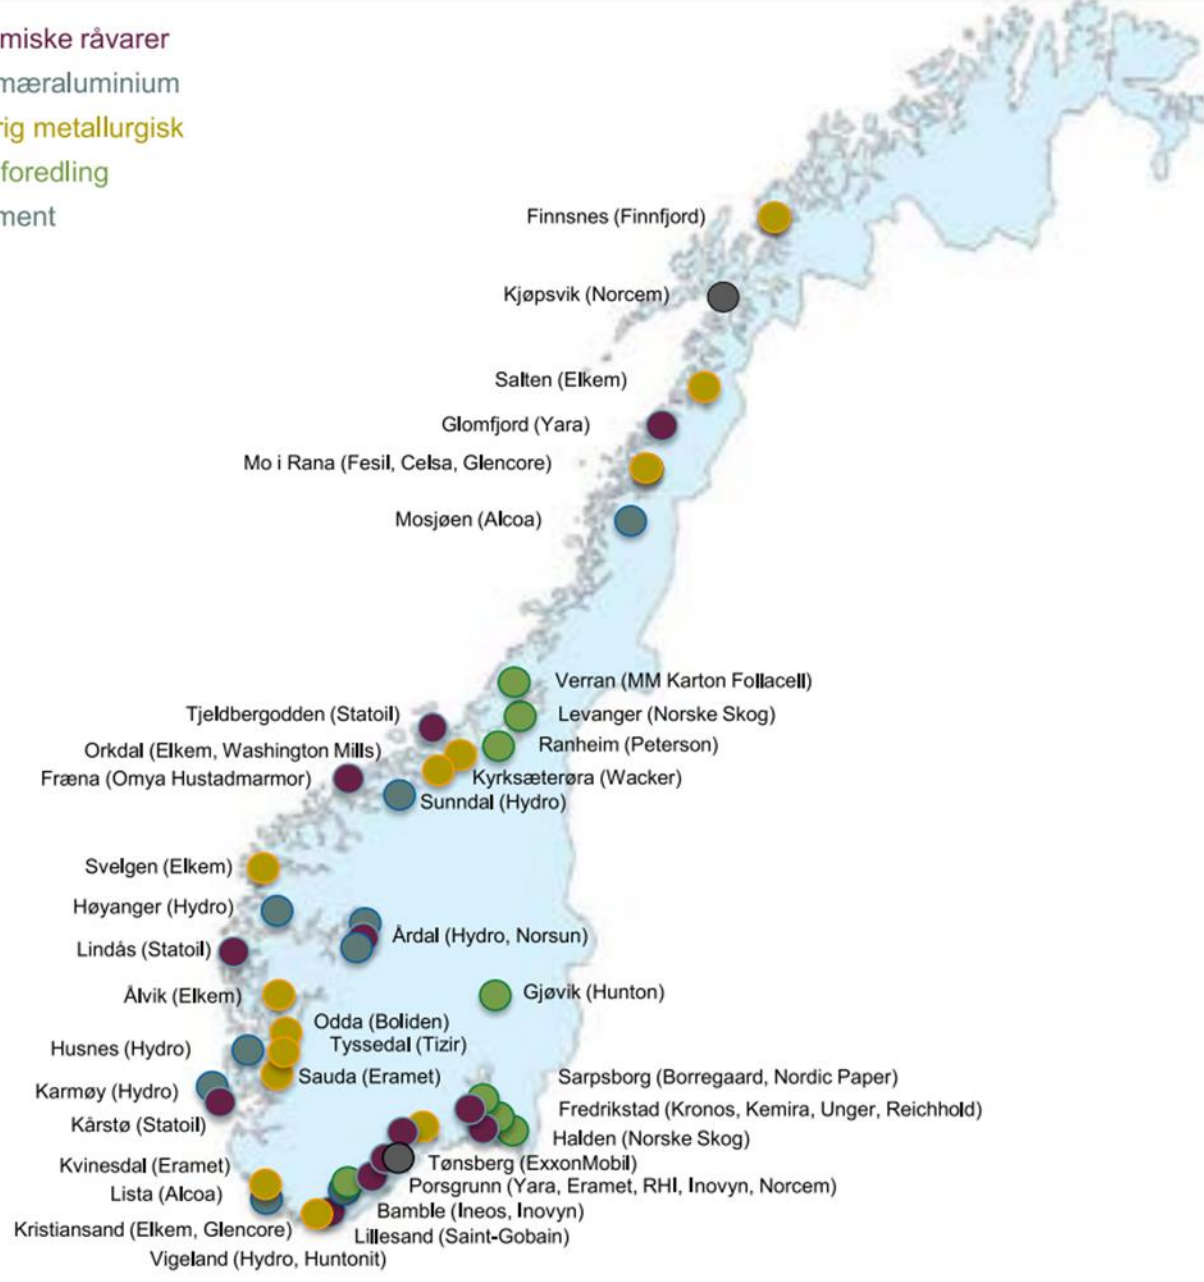 miske råvarer
mæraluminium
rig metallurgisk
foredling
ment
Finnsnes (Finnfjord)
Kjøpsvik (Norcem)
Salten (Elkem)
Glomfjord (Yara)
Mo i Rana (Fesil, Celsa, Glencore)
Mosjøen (Alcoa)
Verran (MM Karton Follacell)
Tjeldbergodden (Statoil)
Levanger (Norske Skog)
Ranheim (Peterson)
Orkdal (Elkem, Washington Mills)
Fræna (Omya Hustadmarmor)
Kyrksæterøra (Wacker)
Sunndal (Hydro)
Svelgen (Elkem)
Høyanger (Hydro)
Årdal (Hydro, Norsun)
Lindås (Statoil)
Ålvik (Elkem)
Gjøvik (Hunton)
Odda (Boliden)
Tyssedal (Tizir)
Husnes (Hydro)
Sauda (Eramet)
Sarpsborg (Borregaard, Nordic Paper)
Karmøy (Hydro)
Fredrikstad (Kronos, Kemira, Unger, Reichhold)
Kårstø (Statoil)
Halden (Norske Skog)
Kvinesdal (Eramet)
Tønsberg (ExxonMobil)
Lista (Alcoa)
Porsgrunn (Yara, Eramet, RHI, Inovyn, Norcem)
Bamble (Ineos, Inovyn)
Kristiansand (Elkem, Glencore)
Lillesand (Saint-Gobain)
Vigeland (Hydro, Huntonit)